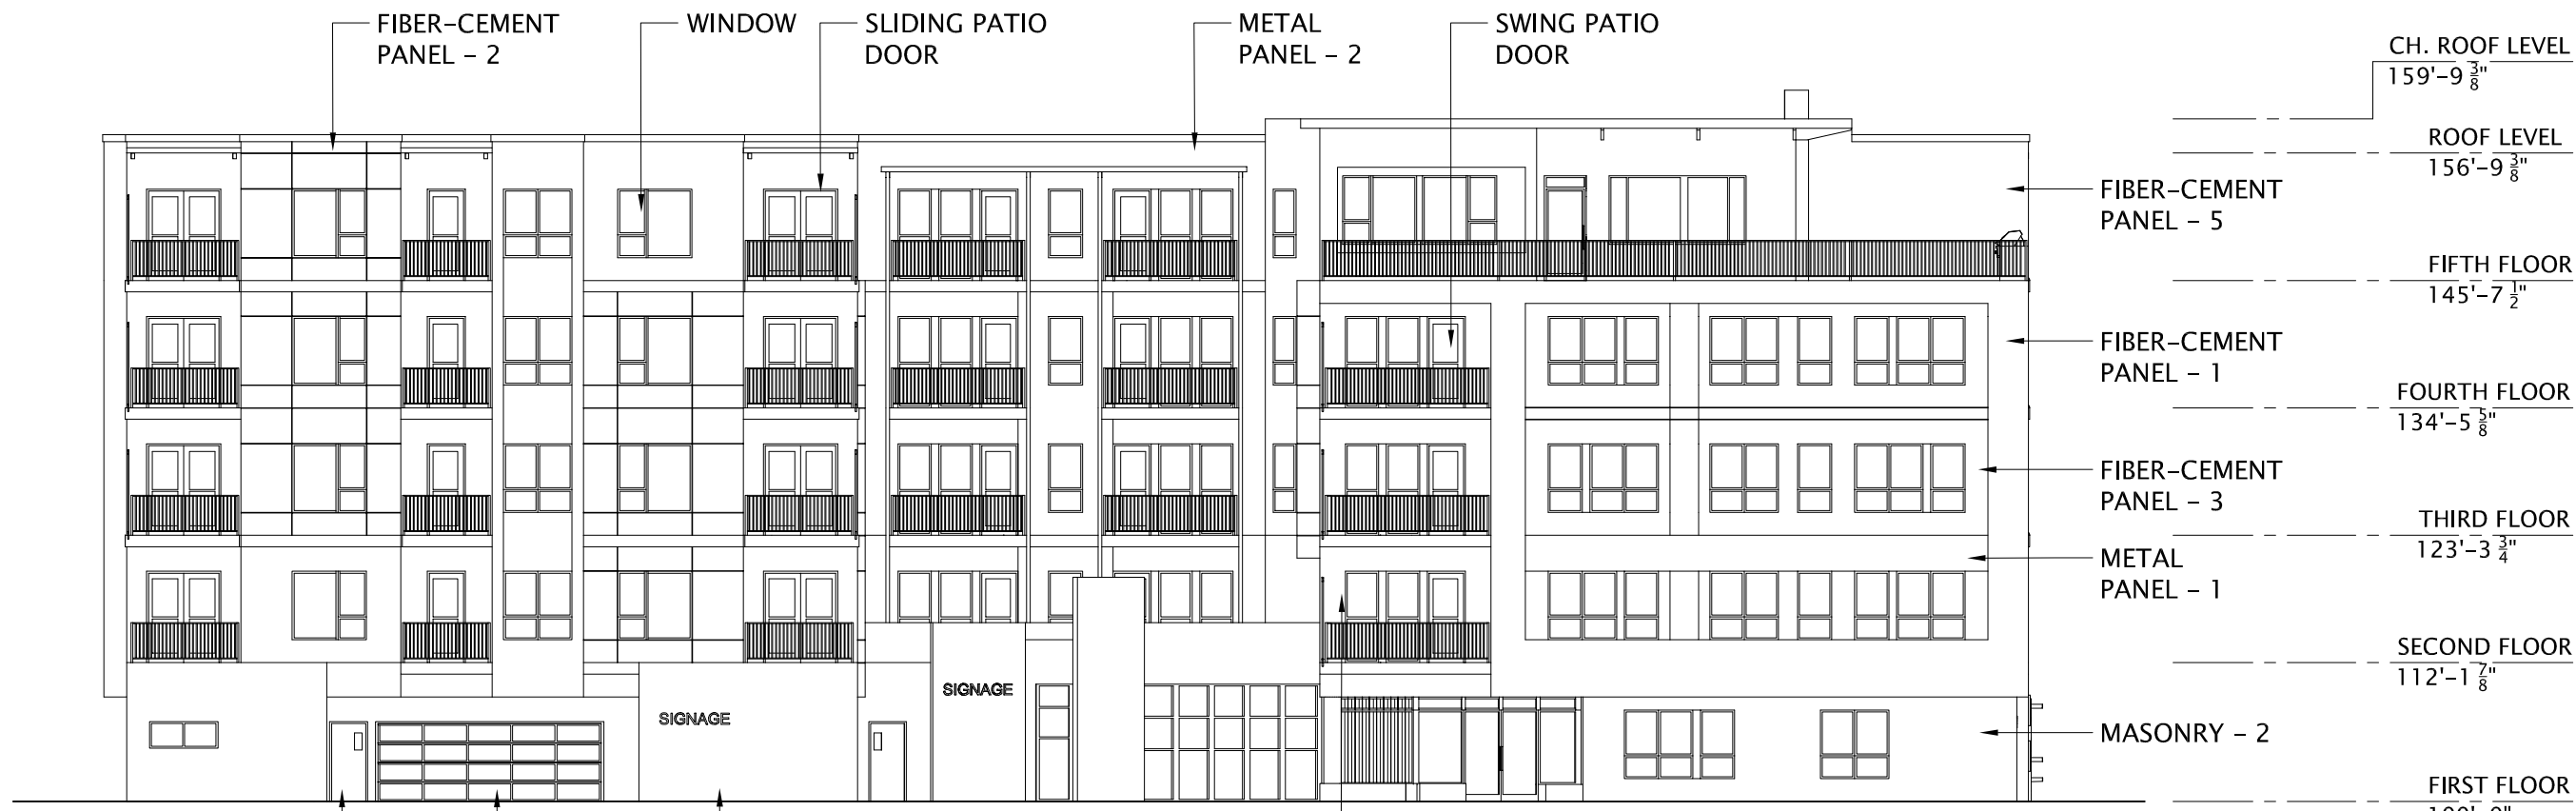 FIBER-CEMENT
PANEL - 2
WINDOW
SLIDING PATIO
DOOR
METAL
PANEL - 2
SWING PATIO
DOOR
CH. ROOF LEVEL
159'-9 3/8"
ROOF LEVEL
156'-9 3/8"
FIBER-CEMENT
PANEL - 5
FIFTH FLOOR
145'-7 1/2"
FIBER-CEMENT
PANEL - 1
FOURTH FLOOR
134'-5 5/8"
FIBER-CEMENT
PANEL - 3
THIRD FLOOR
123'-3 3/4"
METAL
PANEL - 1
SECOND FLOOR
112'-1 7/8"
SIGNAGE
SIGNAGE
MASONRY - 2
FIRST FLOOR